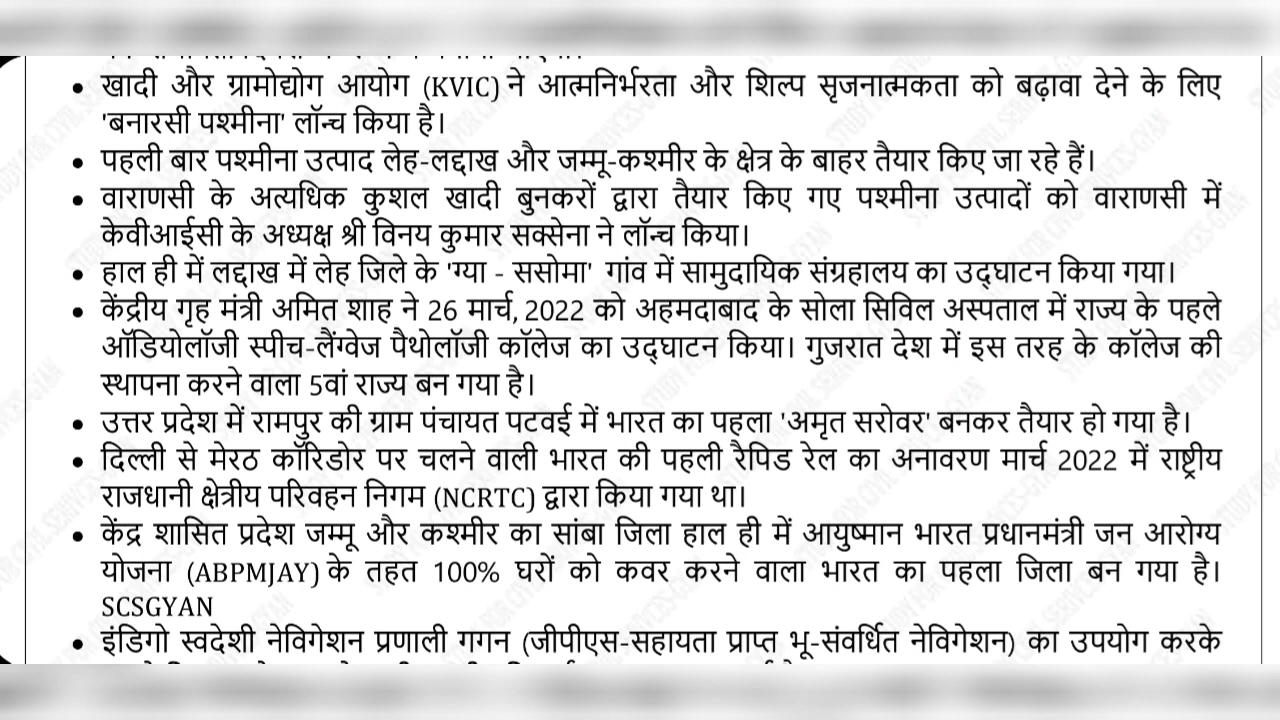 • खादी और ग्रामोद्योग आयोग (KVIC) ने आत्मनिर्भरता और शिल्प सृजनात्मकता को बढ़ावा देने के लिए
'बनारसी पश्मीना' लॉन्च किया है।
• पहली बार पश्मीना उत्पाद लेह-लद्दाख और जम्मू-कश्मीर के क्षेत्र के बाहर तैयार किए जा रहे हैं।
• वाराणसी के अत्यधिक कुशल खादी बुनकरों द्वारा तैयार किए गए पश्मीना उत्पादों को वाराणसी में
केवीआईसी के अध्यक्ष श्री विनय कुमार सक्सेना ने लॉन्च किया।
• हाल ही में लद्दाख में लेह जिले के 'ग्या - ससोमा' गांव में सामुदायिक संग्रहालय का उद्घाटन किया गया।
• केंद्रीय गृह मंत्री अमित शाह ने 26 मार्च, 2022 को अहमदाबाद के सोला सिविल अस्पताल में राज्य के पहले
ऑडियोलॉजी स्पीच-लैंग्वेज पैथोलॉजी कॉलेज का उद्घाटन किया। गुजरात देश में इस तरह के कॉलेज की
स्थापना करने वाला 5वां राज्य बन गया है।
• उत्तर प्रदेश में रामपुर की ग्राम पंचायत पटवई में भारत का पहला 'अमृत सरोवर' बनकर तैयार हो गया है।
• दिल्ली से मेरठ कॉरिडोर पर चलने वाली भारत की पहली रैपिड रेल का अनावरण मार्च 2022 में राष्ट्रीय
राजधानी क्षेत्रीय परिवहन निगम (NCRTC) द्वारा किया गया था।
• केंद्र शासित प्रदेश जम्मू और कश्मीर का सांबा जिला हाल ही में आयुष्मान भारत प्रधानमंत्री जन आरोग्य
योजना (ABPMJAY) के तहत 100% घरों को कवर करने वाला भारत का पहला जिला बन गया है।
SCSGYAN
• इंडिगो स्वदेशी नेविगेशन प्रणाली गगन (जीपीएस-सहायता प्राप्त भू-संवर्धित नेविगेशन) का उपयोग करके